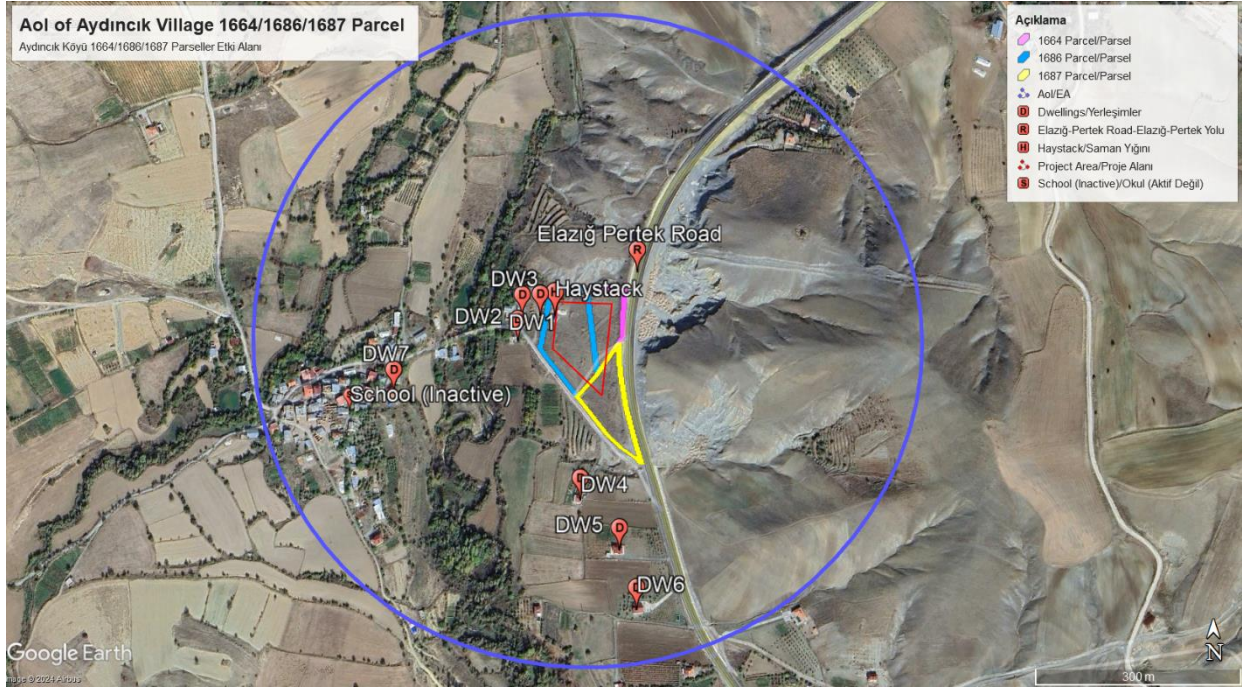 AoI of Aydıncık Village 1664/1686/1687 Parcel
Aydıncık Köyü 1664/1686/1687 Parseller Etki Alanı
Açıklama
1664 Parcel/Parsel
1686 Parcel/Parsel
1687 Parcel/Parsel
AoI/EA
D Dwellings/Yerleşimler
R Elazığ-Pertek Road-Elazığ-Pertek Yolu
H Haystack/Saman Yığını
Project Area/Proje Alanı
S School (Inactive)/Okul (Aktif Değil)
Elazığ Pertek Road
R
DW3
Haystack
D
D
DW2
DW1
DW7
D
School (Inactive)
D
DW4
DW5
D
DW6
D
Google Earth
© 2024 Airbus
N
300 m